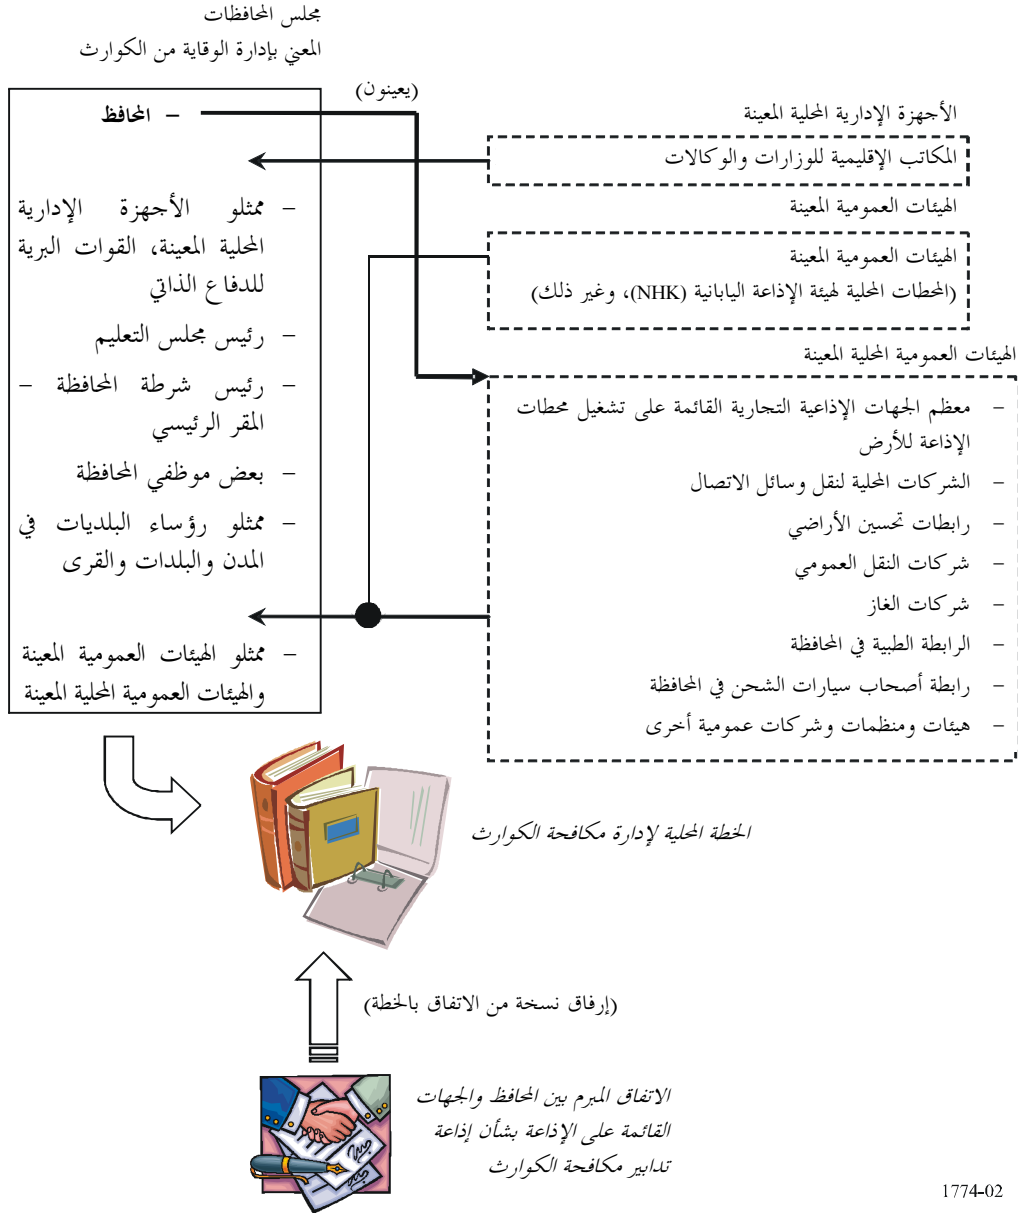 مجلس المحافظات
المعني بإدارة الوقاية من الكوارث
– المحافظ
– ممثلو الأجهزة الإدارية
المحلية المعينة، القوات البرية
للدفاع الذاتي
– رئيس مجلس التعليم
– رئيس شرطة المحافظة –
المقر الرئيسي
– بعض موظفي المحافظة
– ممثلو رؤساء البلديات في
المدن والبلدات والقرى
– ممثلو الهيئات العمومية المعينة
والهيئات العمومية المحلية المعينة
(يعينون)
الأجهزة الإدارية المحلية المعينة
المكاتب الإقليمية للوزارات والوكالات
الهيئات العمومية المعينة
الهيئات العمومية المعينة
(المحطات المحلية لهيئة الإذاعة اليابانية (NHK)، وغير ذلك)
الهيئات العمومية المحلية المعينة
– معظم الجهات الإذاعية التجارية القائمة على تشغيل محطات
الإذاعة للأرض
– الشركات المحلية لنقل وسائل الاتصال
– رابطات تحسين الأراضي
– شركات النقل العمومي
– شركات الغاز
– الرابطة الطبية في المحافظة
– رابطة أصحاب سيارات الشحن في المحافظة
– هيئات ومنظمات وشركات عمومية أخرى
الخطة المحلية لإدارة مكافحة الكوارث
(إرفاق نسخة من الاتفاق بالخطة)
الاتفاق المبرم بين المحافظ والجهات
القائمة على الإذاعة بشأن إذاعة
تدابير مكافحة الكوارث
1774-02